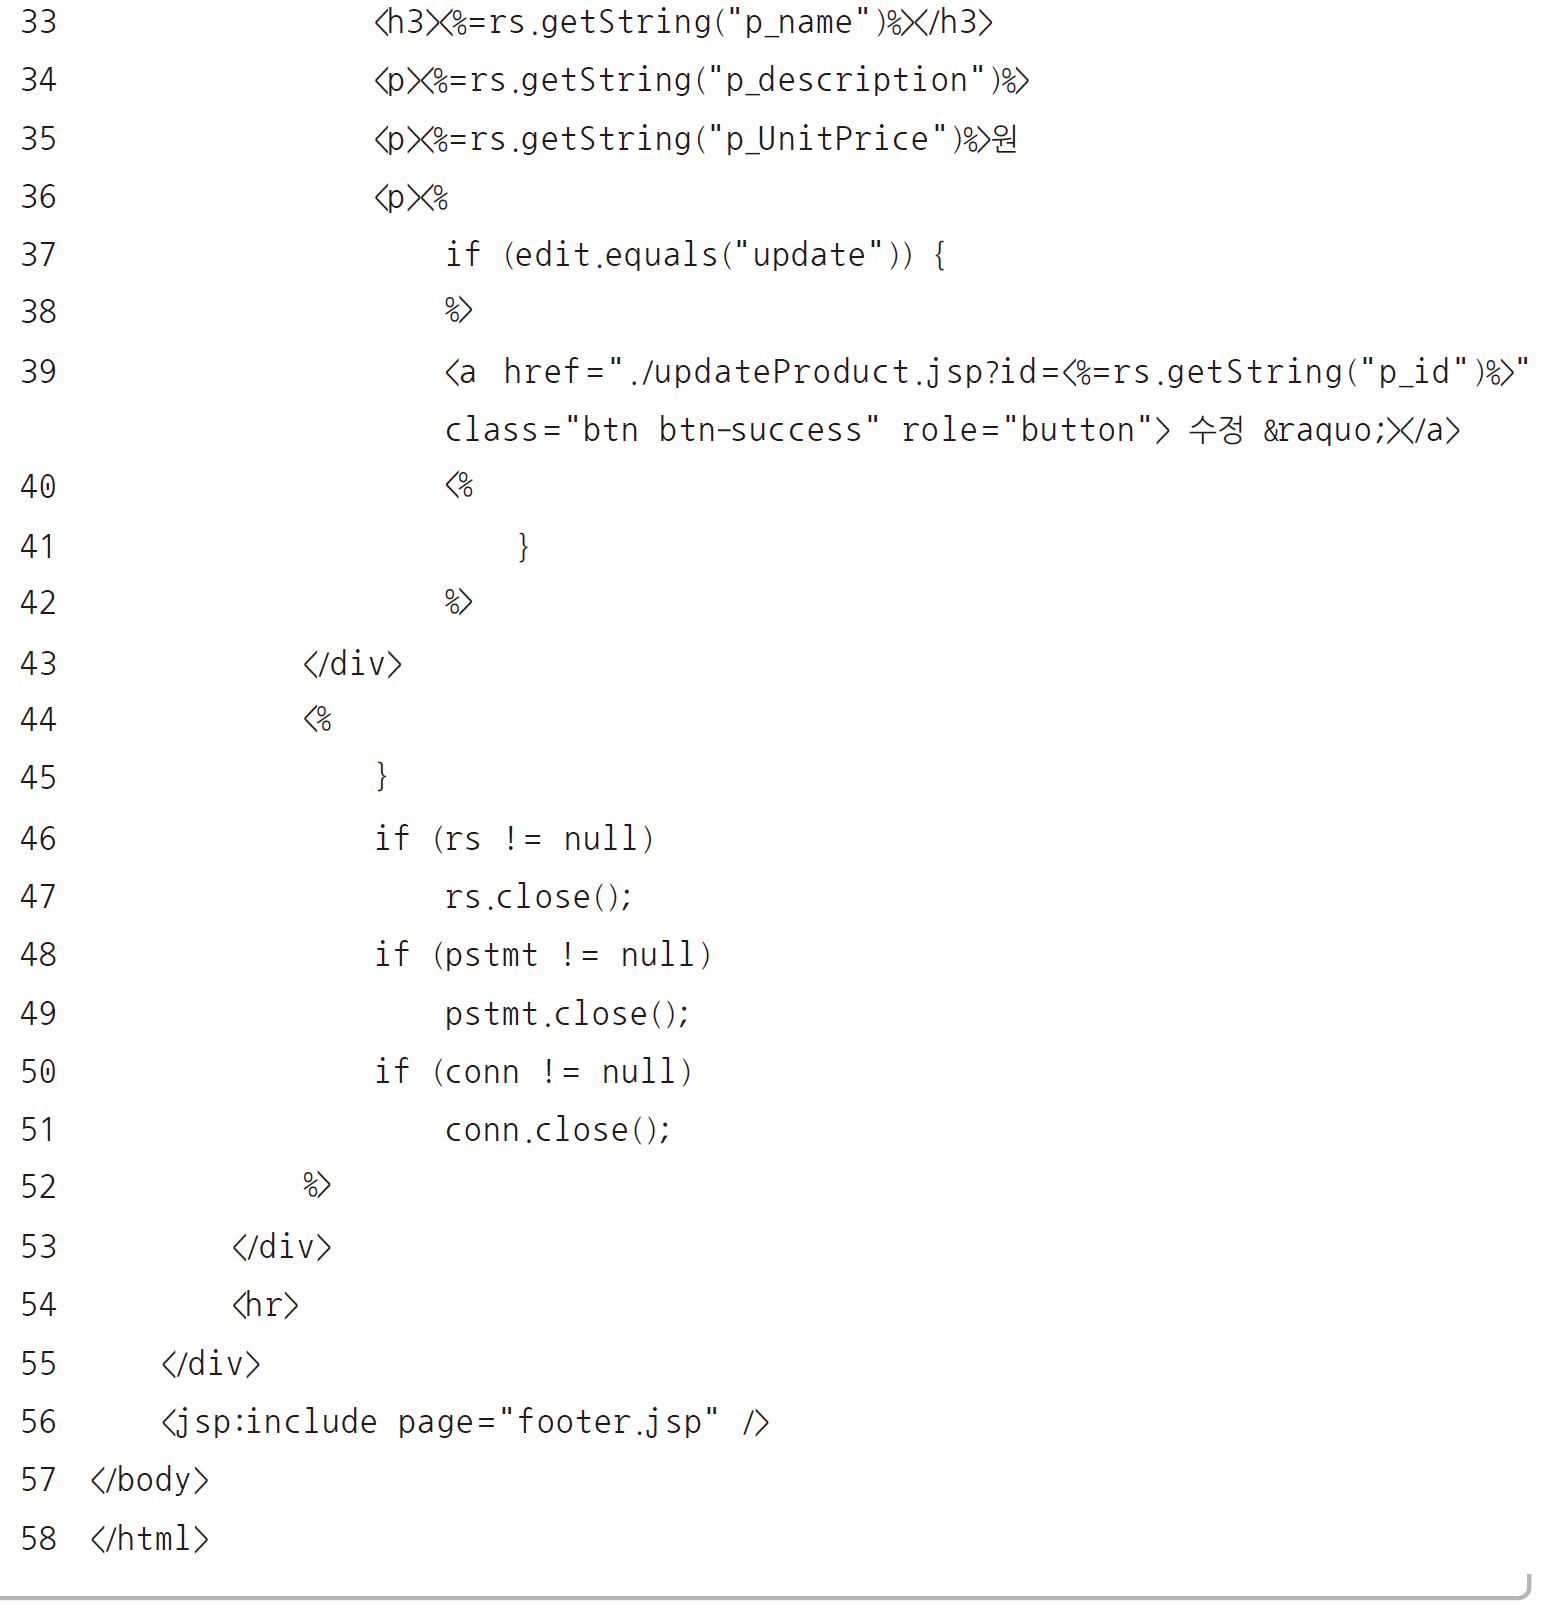 33 <h3><%=rs.getString("p_name")%></h3>
34 <p><%=rs.getString("p_description")%>
35 <p><%=rs.getString("p_UnitPrice")%>원
36 <p><%
37 if (edit.equals("update")) {
38 %>
39 <a href="./updateProduct.jsp?id=<%=rs.getString("p_id")%>"
class="btn btn-success" role="button"> 수정 &raquo;></a>
40 <%
41 }
42 %>
43 </div>
44 <%
45 }
46 if (rs != null)
47 rs.close();
48 if (pstmt != null)
49 pstmt.close();
50 if (conn != null)
51 conn.close();
52 %>
53 </div>
54 <hr>
55 </div>
56 <jsp:include page="footer.jsp" />
57 </body>
58 </html>